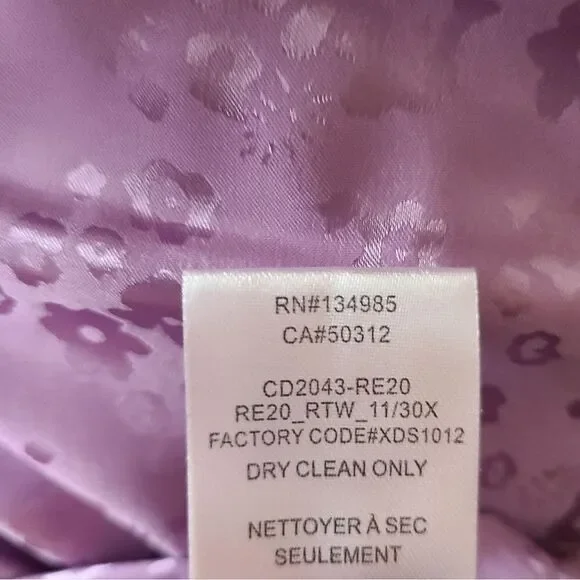 RN#134985
CA#50312
CD2043-RE20
RE20_RTW_11/30X
FACTORY CODE#XDS1012
DRY CLEAN ONLY
NETTOYER À SEC
SEULEMENT